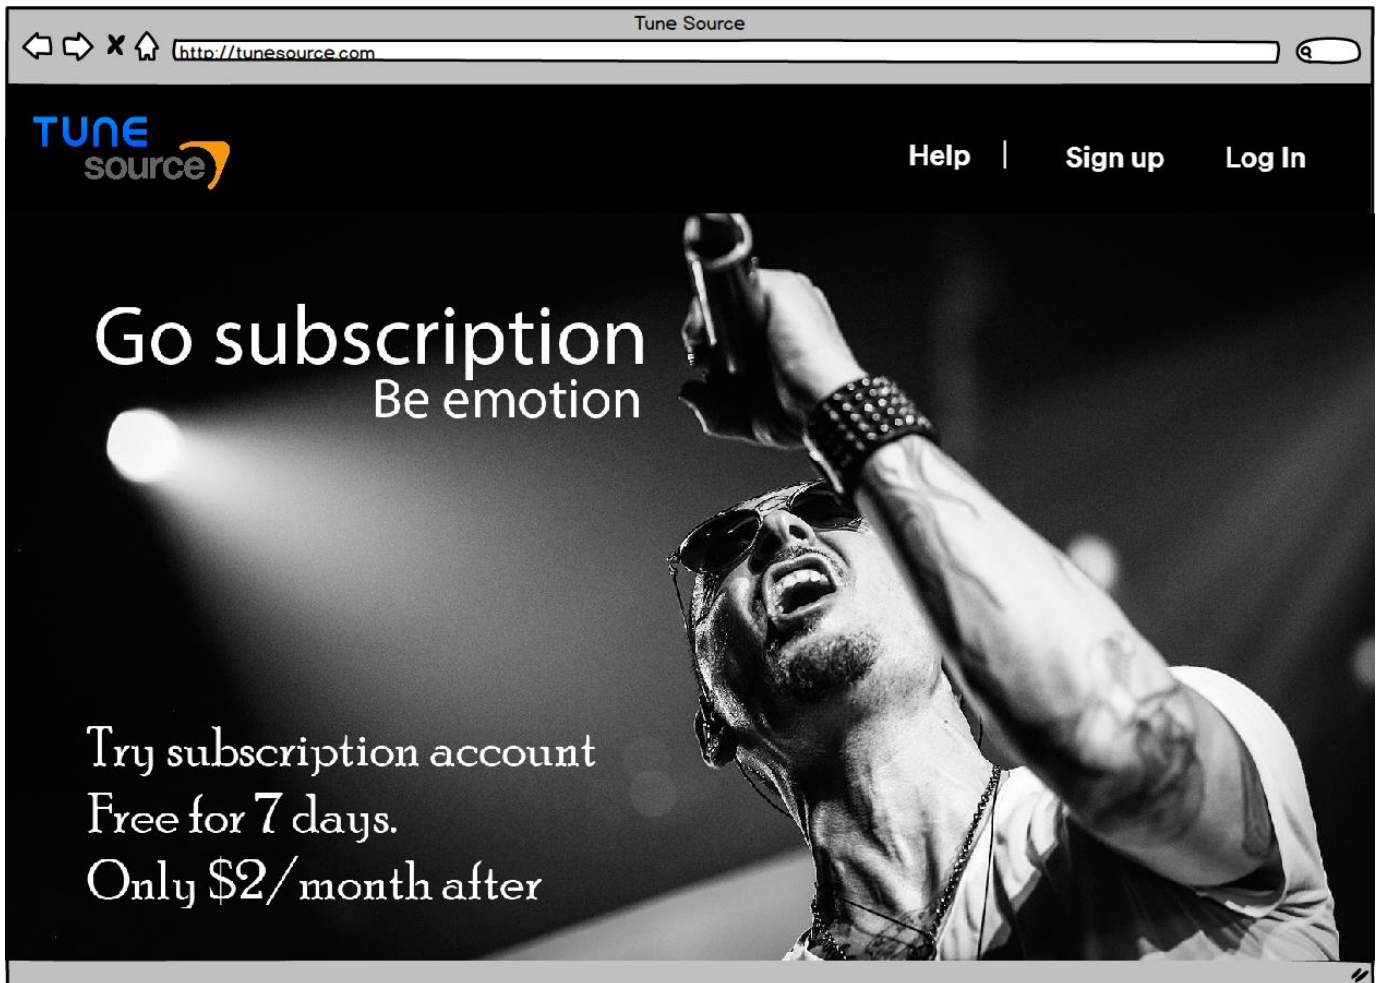 Tune Source
http://tunesource.com
TUNE
source
Help | Sign up Log In
Go subscription
Be emotion
Try subscription account
Free for 7 days.
Only $2/month after